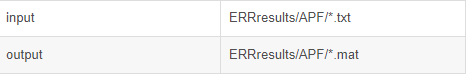 input ERRresults/APF/*.txt
output ERRresults/APF/*.mat